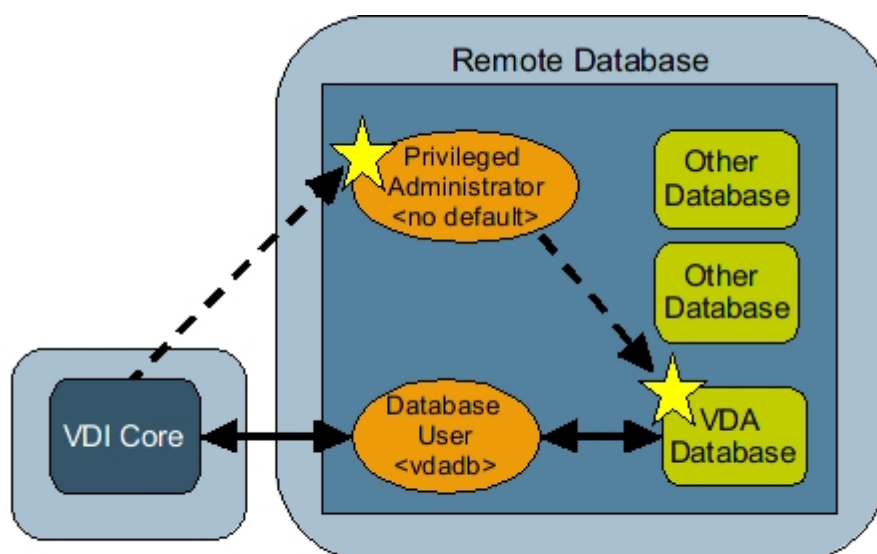 Remote Database
Privileged
Administrator
<no default>
Other
Database
Other
Database
VDI Core
Database
User
<vdadb>
VDA
Database